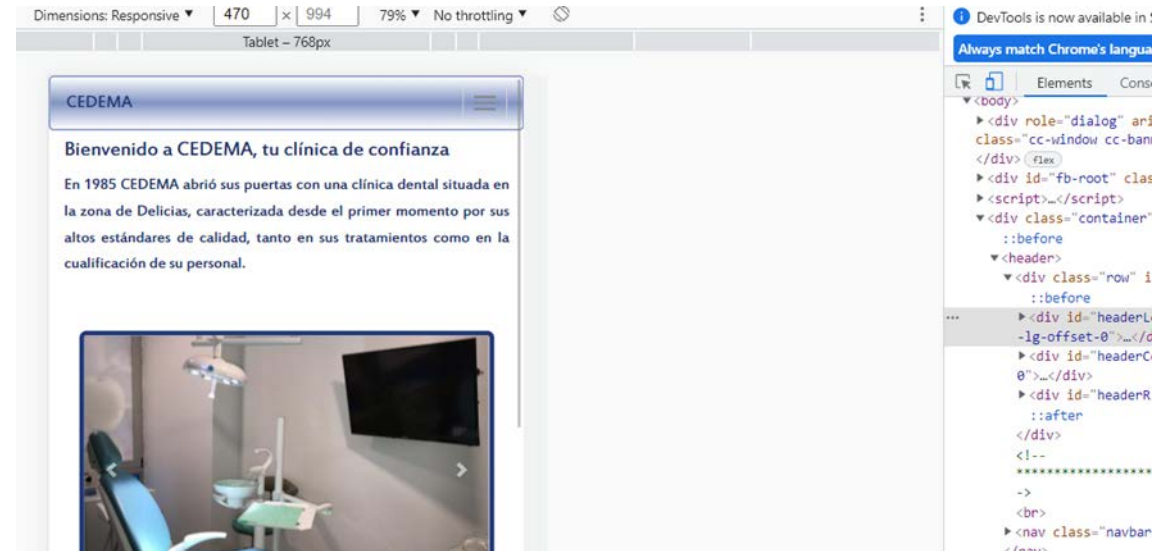 Dimensions: Responsive ▼ 470 × 994 79% ▼ No throttling ▼
Tablet – 768px
CEDEMA
Bienvenido a CEDEMA, tu clínica de confianza
En 1985 CEDEMA abrió sus puertas con una clínica dental situada en
la zona de Delicias, caracterizada desde el primer momento por sus
altos estándares de calidad, tanto en sus tratamientos como en la
cualificación de su personal.
DevTools is now available in S
Always match Chrome's langua
Elements Conso
▼<body>
▶<div role="dialog" ari
class="cc-window cc-bann
</div> flex
▶<div id="fb-root" clas
▶<script>…</script>
▼<div class="container"
::before
▼<header>
▼<div class="row" i
::before
▶<div id="headerLe
-lg-offset-0">…</d
▶<div id="headerCe
0">…</div>
▶<div id="headerR
::after
</div>
<!--
*******************
->
<br>
▶<nav class="navbar
</nav>